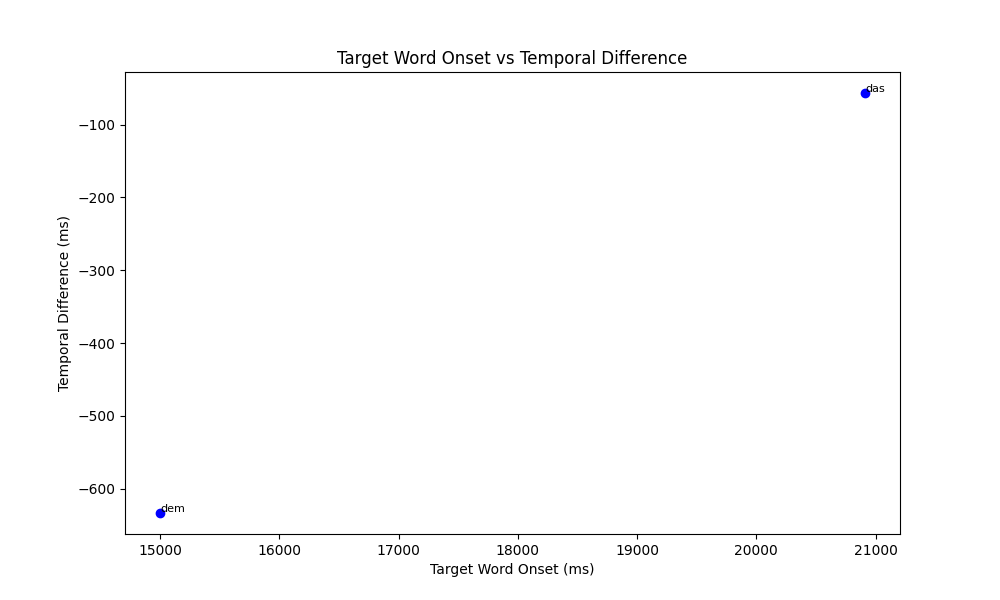 Target Word Onset vs Temporal Difference
das
−100
−200
−300
−400
−500
−600
Temporal Difference (ms)
dem
15000 16000 17000 18000 19000 20000 21000
Target Word Onset (ms)